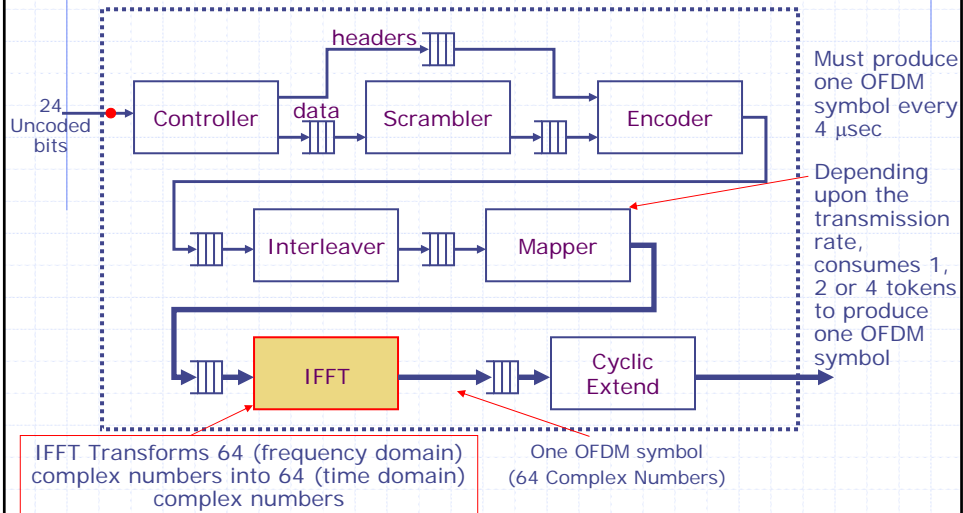 headers
24
Uncoded
bits
Controller
data
Scrambler
Encoder
Must produce
one OFDM
symbol every
4 μsec
Depending
upon the
transmission
rate,
consumes 1,
2 or 4 tokens
to produce
one OFDM
symbol
Interleaver
Mapper
IFFT
Cyclic
Extend
IFFT Transforms 64 (frequency domain)
complex numbers into 64 (time domain)
complex numbers
One OFDM symbol
(64 Complex Numbers)